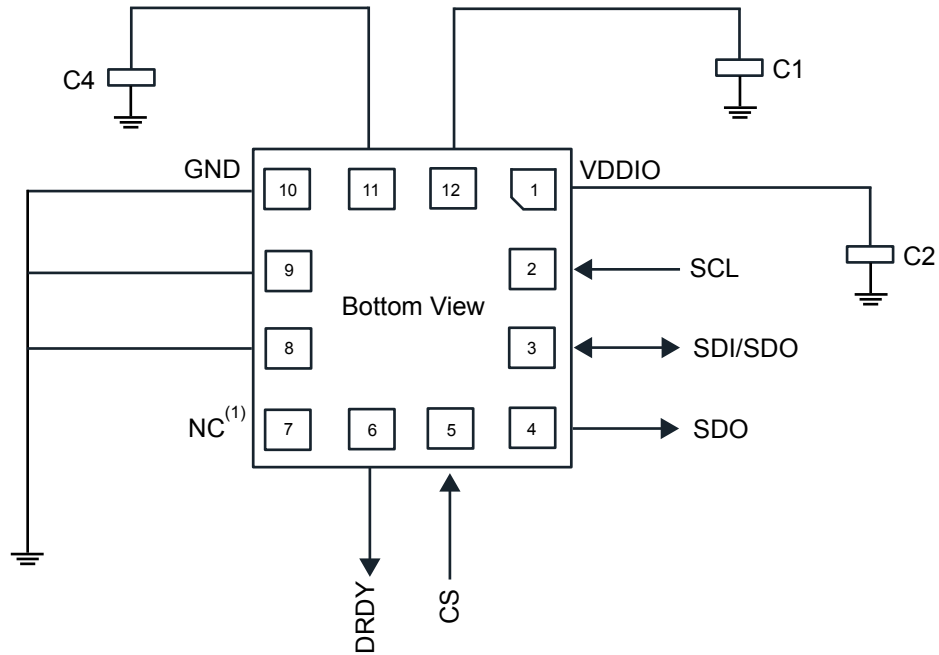 C4
C1
GND
VDDIO
10
11
12
1
9
2
SCL
C2
Bottom View
8
3
SDI/SDO
NC(1)
7
6
5
4
SDO
DRDY
CS